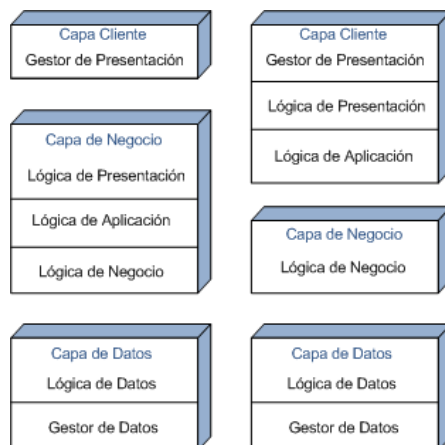 Capa Cliente
Gestor de Presentación
Capa de Negocio
Lógica de Presentación
Lógica de Aplicación
Lógica de Negocio
Capa de Datos
Lógica de Datos
Gestor de Datos
Capa Cliente
Gestor de Presentación
Lógica de Presentación
Lógica de Aplicación
Capa de Negocio
Lógica de Negocio
Capa de Datos
Lógica de Datos
Gestor de Datos